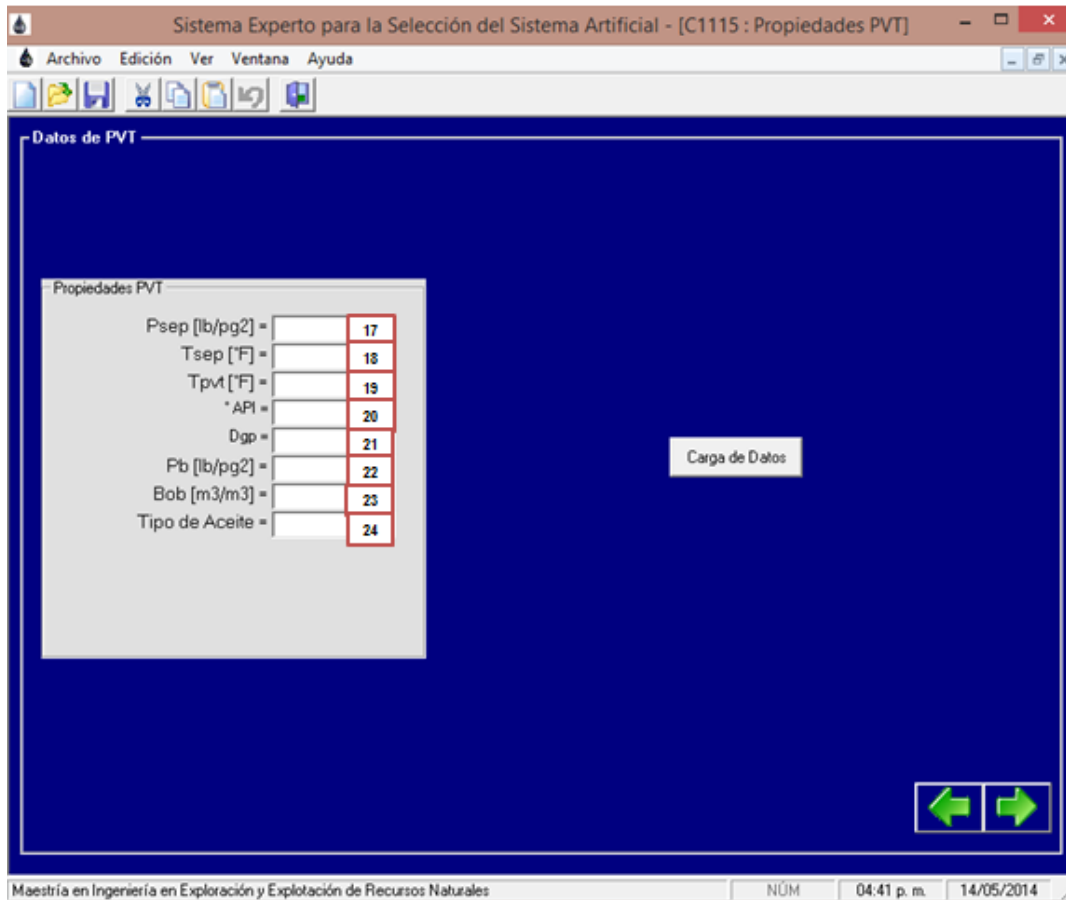 Sistema Experto para la Selección del Sistema Artificial - [C1115 : Propiedades PVT]
Archivo Edición Ver Ventana Ayuda
Datos de PVT
Propiedades PVT
Psep [lb/pg2] = 17
Tsep [°F] = 18
Tpvt [°F] = 19
° API = 20
Dgp = 21
Pb [lb/pg2] = 22
Carga de Datos
Bob [m3/m3] = 23
Tipo de Aceite = 24
Maestría en Ingeniería en Exploración y Explotación de Recursos Naturales NÚM 04:41 p. m. 14/05/2014